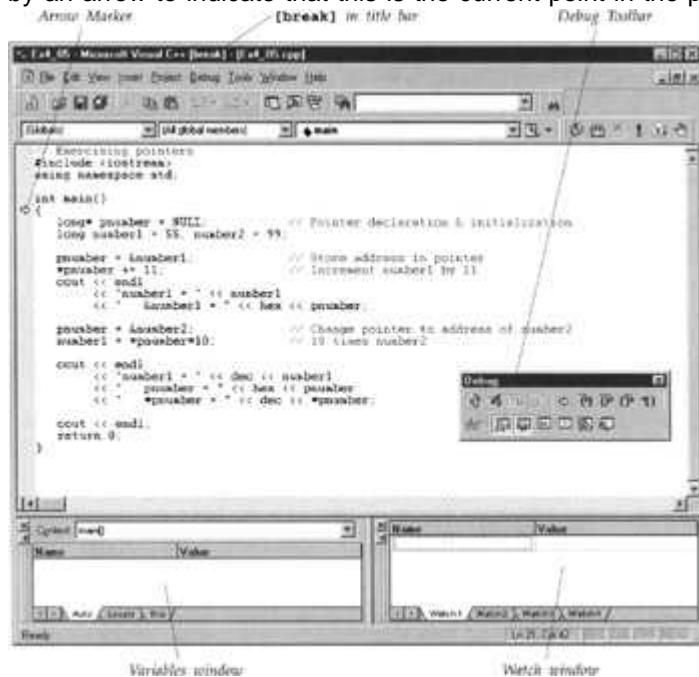 by an arrow to indicate that this is the current point in the p
Arrow Marker
[break] in title bar
Debug Toolbar
Ex4_05 - Microsoft Visual C++ [break] - [Ex4_05.cpp]
File Edit View Insert Project Debug Tools Window Help
(Globals) (All global members) main
// Exercising pointers
#include <iostream>
using namespace std;
int main()
{
long* pnumber = NULL; // Pointer declaration & initialization
long number1 = 55, number2 = 99;
pnumber = &number1; // Store address in pointer
*pnumber += 11; // Increment number1 by 11
cout << endl
<< "number1 = " << number1
<< " &number1 = " << hex << pnumber;
pnumber = &number2; // Change pointer to address of number2
number1 = *pnumber*10; // 10 times number2
cout << endl
<< "number1 = " << dec << number1
<< " pnumber = " << hex << pnumber
<< " *pnumber = " << dec << *pnumber;
cout << endl;
return 0;
}
Debug
Context: main()
Name Value
Auto Locals this
Name Value
Watch1 Watch2 Watch3 Watch4
Ready
Variables window
Watch window